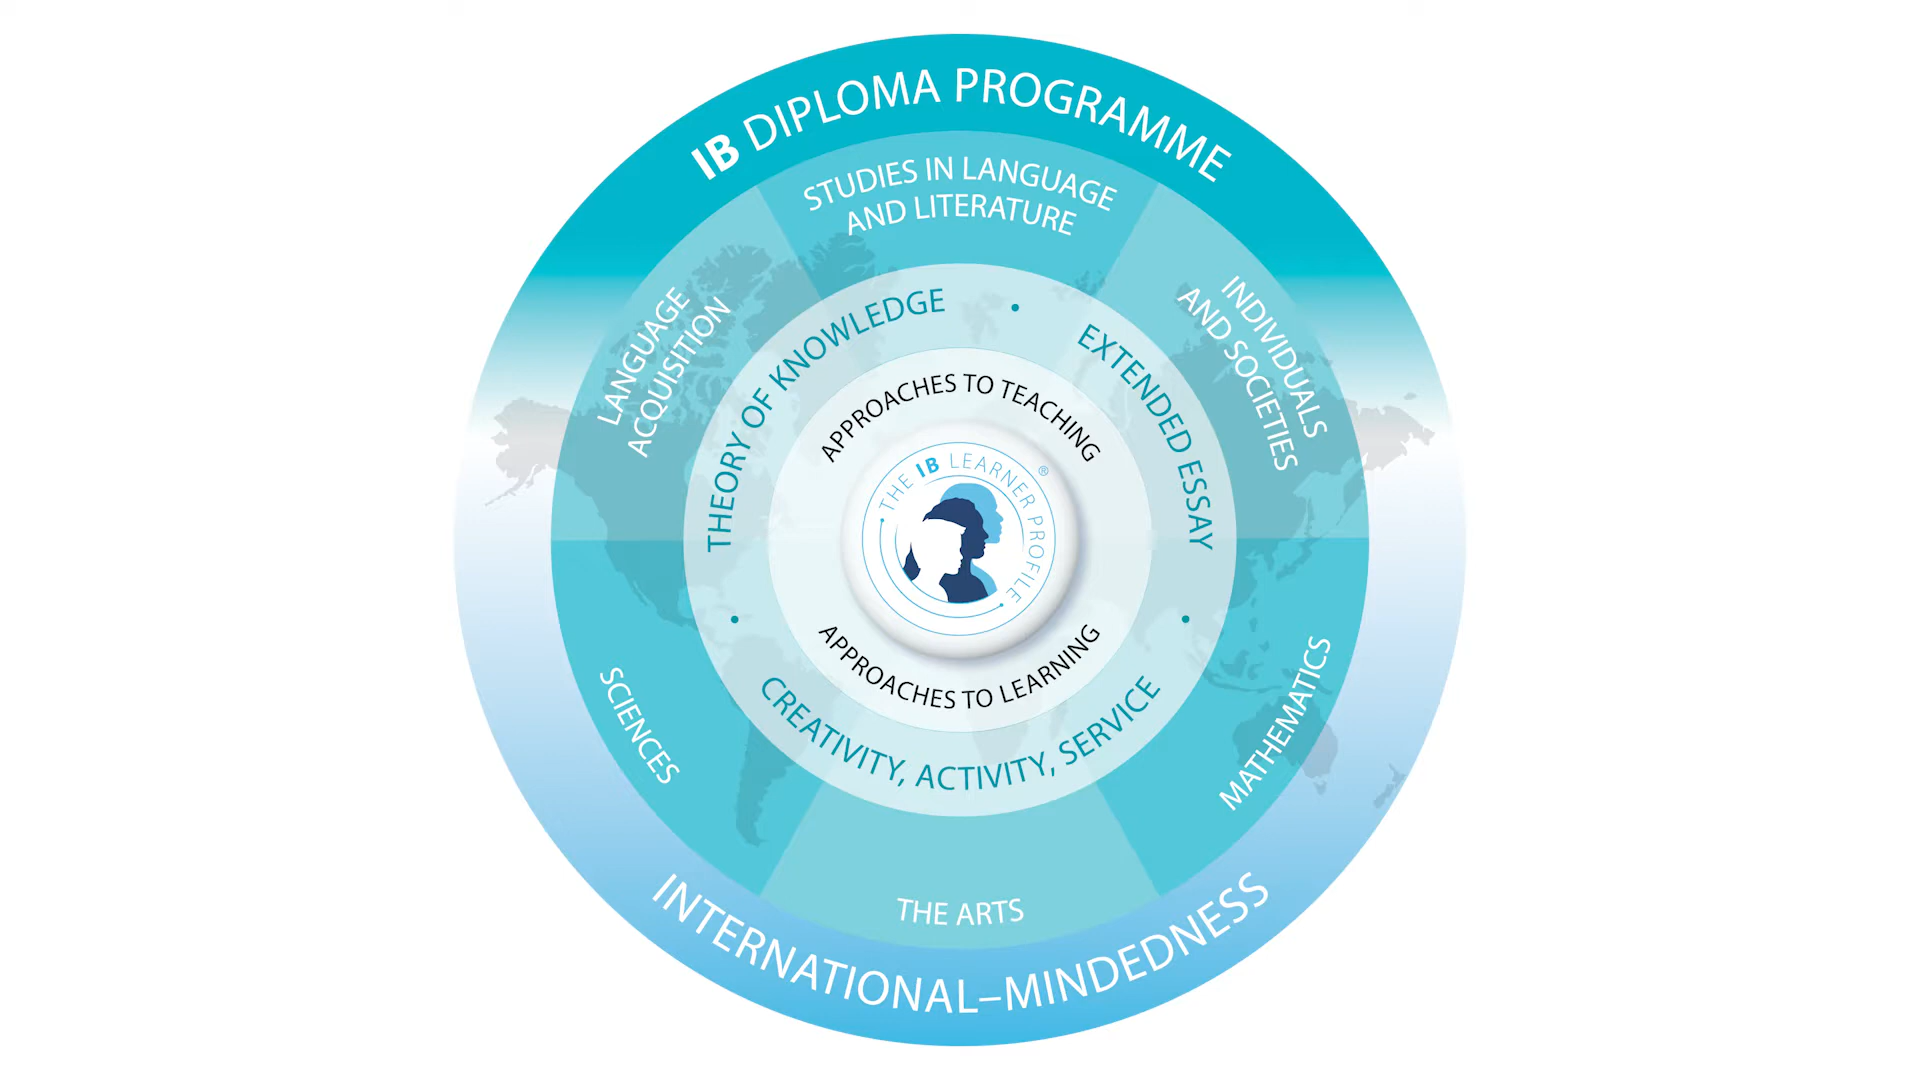 IB DIPLOMA PROGRAMME
STUDIES IN LANGUAGE
AND LITERATURE
LANGUAGE
ACQUISITION
INDIVIDUALS
AND SOCIETIES
THEORY OF KNOWLEDGE
•
EXTENDED ESSAY
APPROACHES TO TEACHING
THE IB LEARNER PROFILE ®
APPROACHES TO LEARNING
•
CREATIVITY, ACTIVITY, SERVICE
•
SCIENCES
MATHEMATICS
THE ARTS
INTERNATIONAL–MINDEDNESS